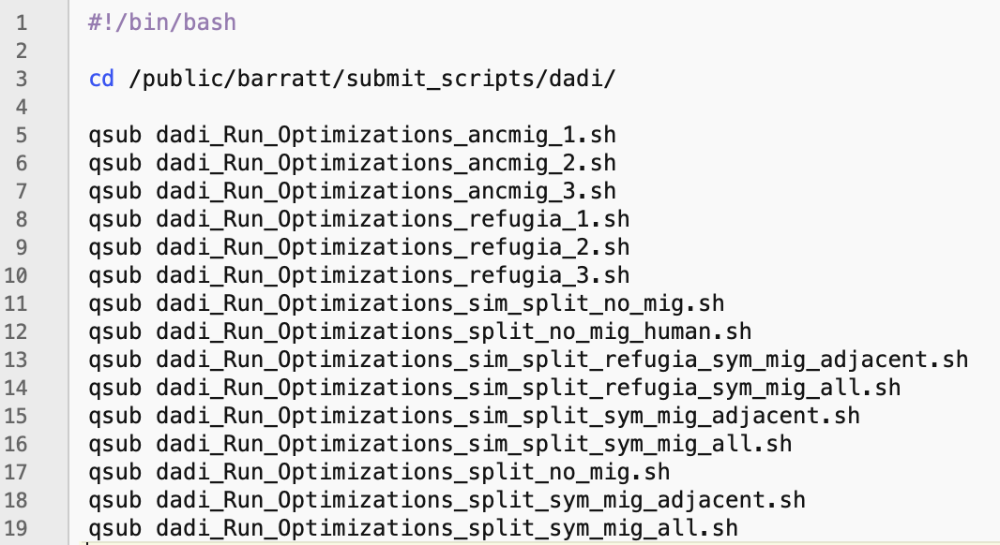 1 #!/bin/bash
2
3 cd /public/barratt/submit_scripts/dadi/
4
5 qsub dadi_Run_Optimizations_ancmig_1.sh
6 qsub dadi_Run_Optimizations_ancmig_2.sh
7 qsub dadi_Run_Optimizations_ancmig_3.sh
8 qsub dadi_Run_Optimizations_refugia_1.sh
9 qsub dadi_Run_Optimizations_refugia_2.sh
10 qsub dadi_Run_Optimizations_refugia_3.sh
11 qsub dadi_Run_Optimizations_sim_split_no_mig.sh
12 qsub dadi_Run_Optimizations_split_no_mig_human.sh
13 qsub dadi_Run_Optimizations_sim_split_refugia_sym_mig_adjacent.sh
14 qsub dadi_Run_Optimizations_sim_split_refugia_sym_mig_all.sh
15 qsub dadi_Run_Optimizations_sim_split_sym_mig_adjacent.sh
16 qsub dadi_Run_Optimizations_sim_split_sym_mig_all.sh
17 qsub dadi_Run_Optimizations_split_no_mig.sh
18 qsub dadi_Run_Optimizations_split_sym_mig_adjacent.sh
19 qsub dadi_Run_Optimizations_split_sym_mig_all.sh